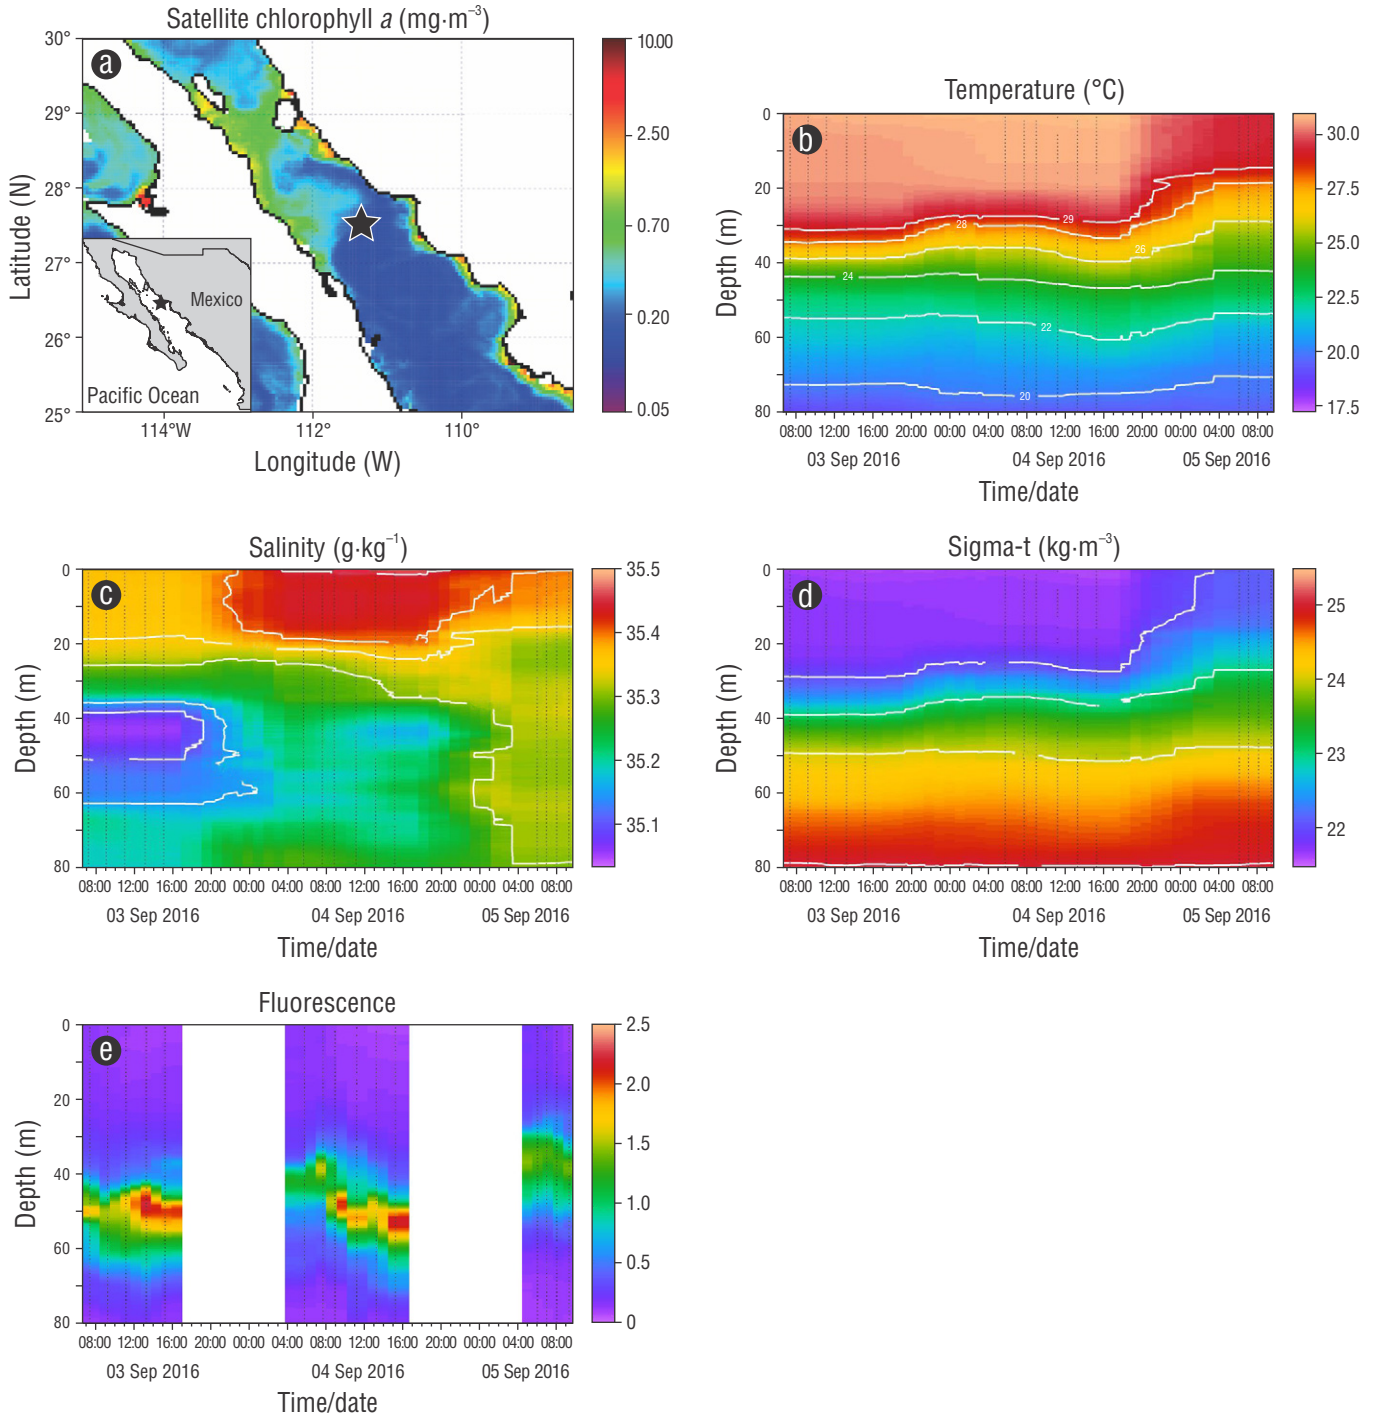 Satellite chlorophyll a (mg·m⁻³)
a
30°
29°
28°
27°
26°
25°
Latitude (N)
114°W
112°
110°
Longitude (W)
Mexico
Pacific Ocean
10.00
2.50
0.70
0.20
0.05
Temperature (°C)
b
0
20
40
60
80
Depth (m)
29
28
26
24
22
20
30.0
27.5
25.0
22.5
20.0
17.5
08:00 12:00 16:00 20:00 00:00 04:00 08:00 12:00 16:00 20:00 00:00 04:00 08:00
03 Sep 2016 04 Sep 2016 05 Sep 2016
Time/date
Salinity (g·kg⁻¹)
c
0
20
40
60
80
Depth (m)
35.5
35.4
35.3
35.2
35.1
08:00 12:00 16:00 20:00 00:00 04:00 08:00 12:00 16:00 20:00 00:00 04:00 08:00
03 Sep 2016 04 Sep 2016 05 Sep 2016
Time/date
Sigma-t (kg·m⁻³)
d
0
20
40
60
80
Depth (m)
25
24
23
22
08:00 12:00 16:00 20:00 00:00 04:00 08:00 12:00 16:00 20:00 00:00 04:00 08:00
03 Sep 2016 04 Sep 2016 05 Sep 2016
Time/date
Fluorescence
e
0
20
40
60
80
Depth (m)
2.5
2.0
1.5
1.0
0.5
0
08:00 12:00 16:00 20:00 00:00 04:00 08:00 12:00 16:00 20:00 00:00 04:00 08:00
03 Sep 2016 04 Sep 2016 05 Sep 2016
Time/date